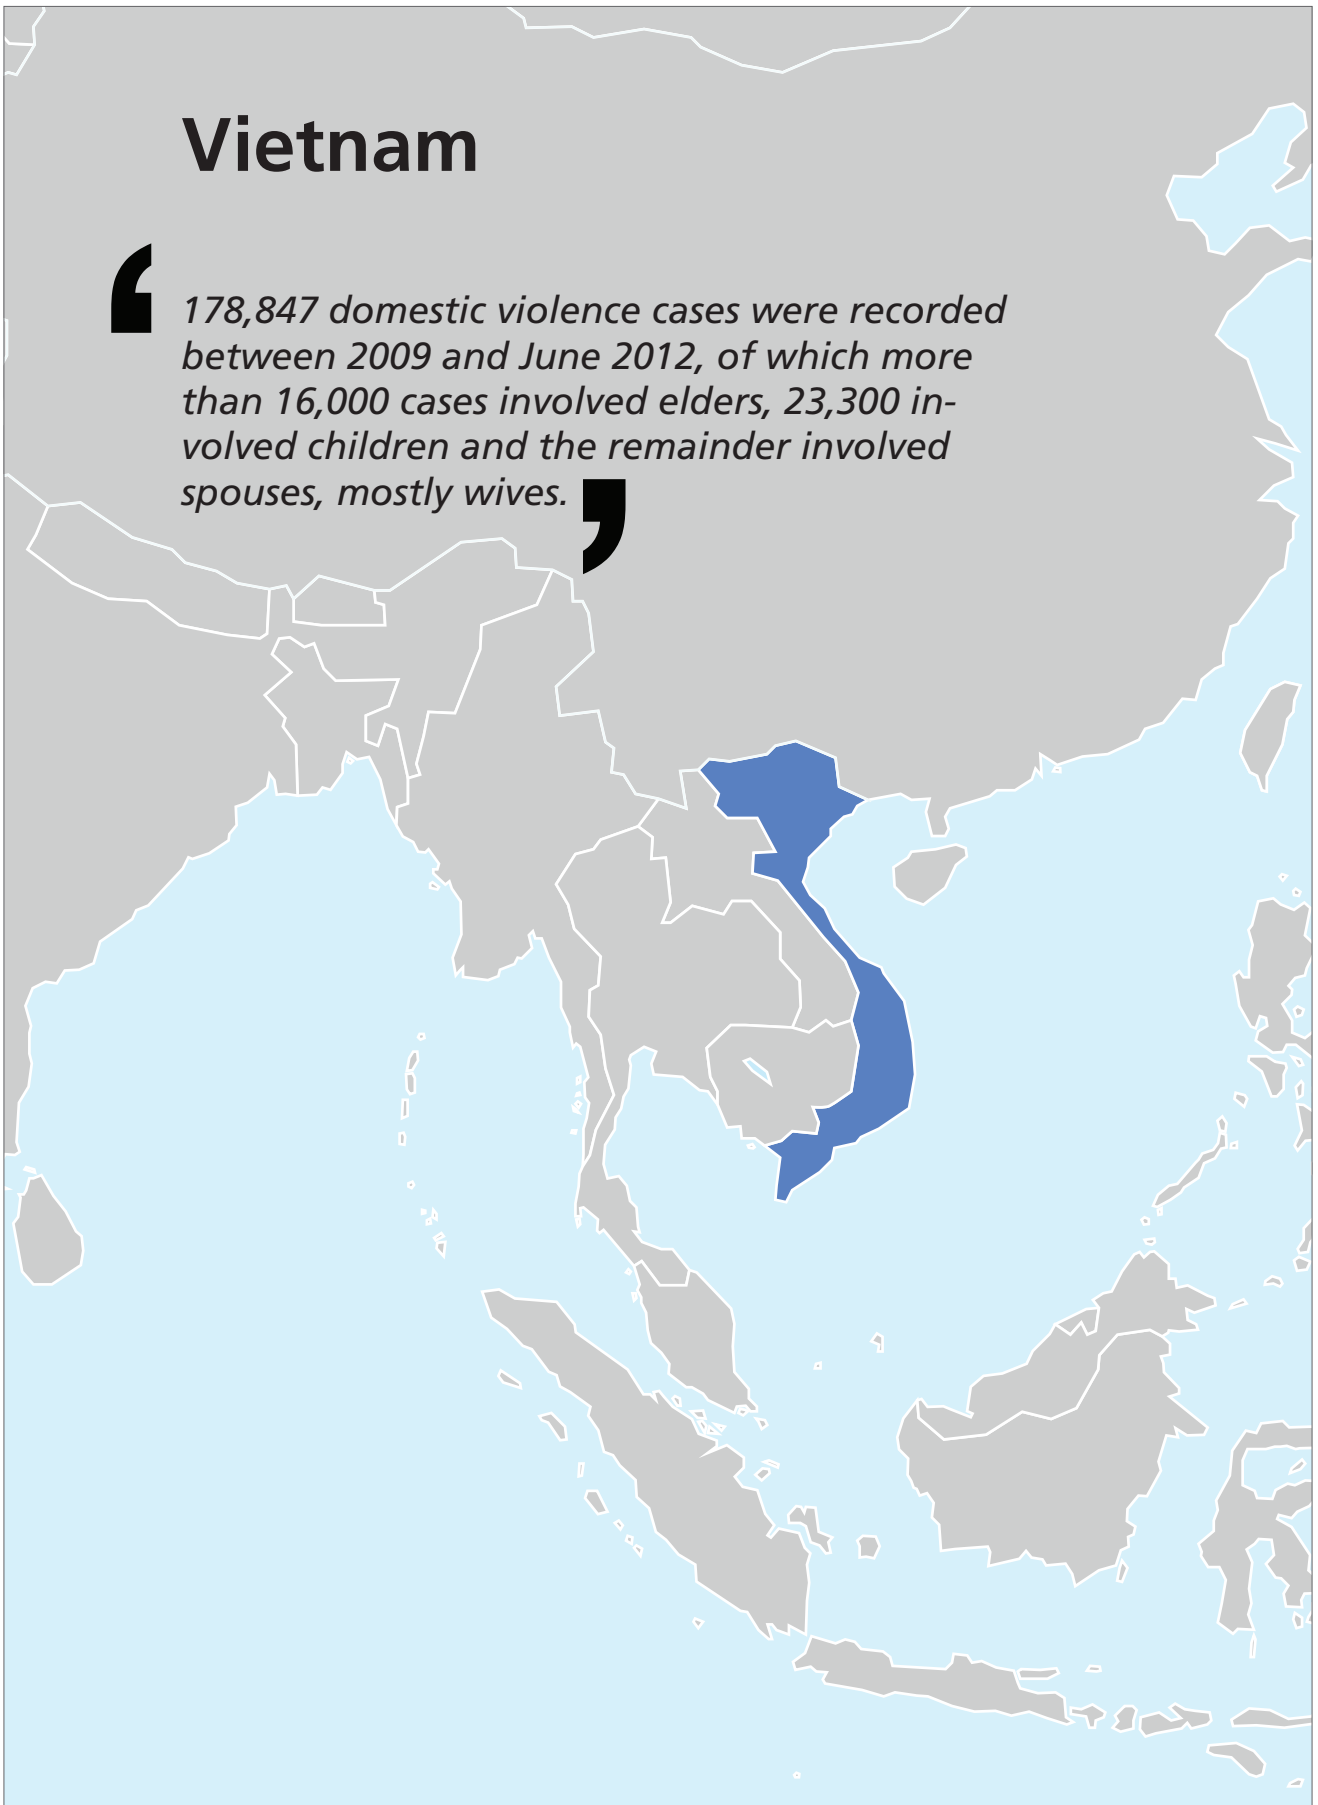 Vietnam
‘
178,847 domestic violence cases were recorded
between 2009 and June 2012, of which more
than 16,000 cases involved elders, 23,300 in-
volved children and the remainder involved
spouses, mostly wives. ’